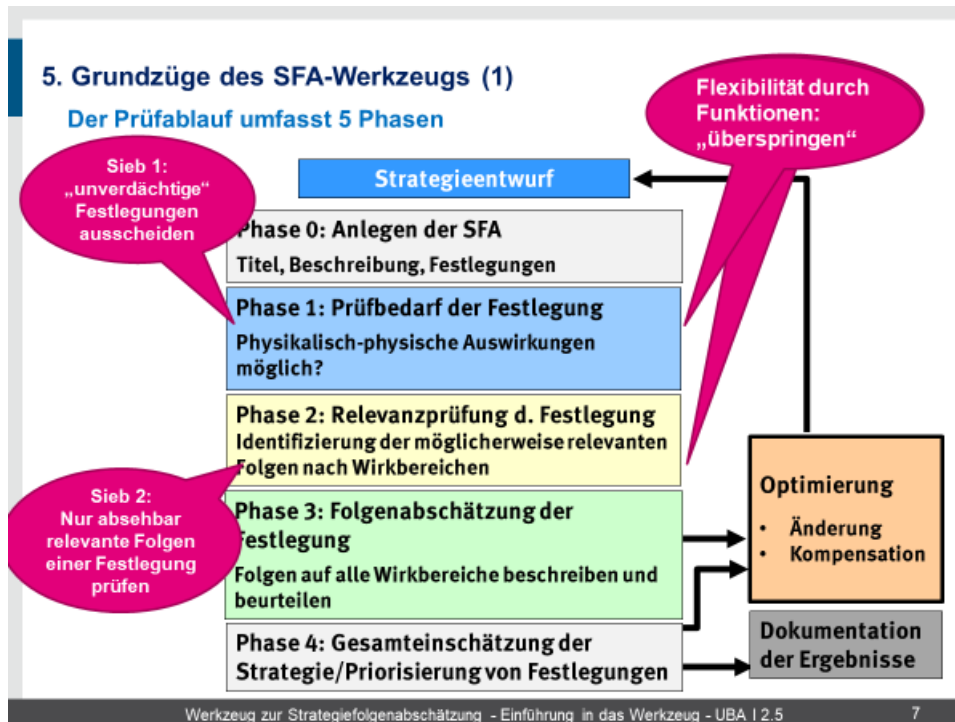 5. Grundzüge des SFA-Werkzeugs (1)
Der Prüfablauf umfasst 5 Phasen
Flexibilität durch
Funktionen:
„überspringen“
Sieb 1:
„unverdächtige“
Festlegungen
ausscheiden
Strategieentwurf
Phase 0: Anlegen der SFA
Titel, Beschreibung, Festlegungen
Phase 1: Prüfbedarf der Festlegung
Physikalisch-physische Auswirkungen
möglich?
Phase 2: Relevanzprüfung d. Festlegung
Identifizierung der möglicherweise relevanten
Folgen nach Wirkbereichen
Sieb 2:
Nur absehbar
relevante Folgen
einer Festlegung
prüfen
Phase 3: Folgenabschätzung der
Festlegung
Folgen auf alle Wirkbereiche beschreiben und
beurteilen
Phase 4: Gesamteinschätzung der
Strategie/Priorisierung von Festlegungen
Optimierung
• Änderung
• Kompensation
Dokumentation
der Ergebnisse
Werkzeug zur Strategiefolgenabschätzung - Einführung in das Werkzeug - UBA I 2.5
7